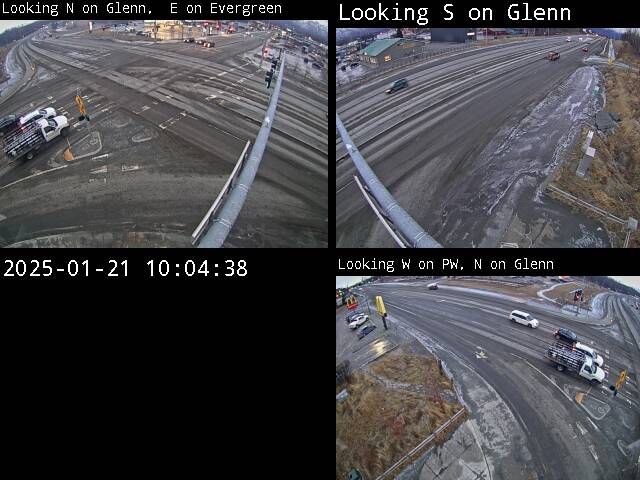 Looking N on Glenn,  E on Evergreen
Looking S on Glenn
2025-01-21 10:04:38
Looking W on PW, N on Glenn